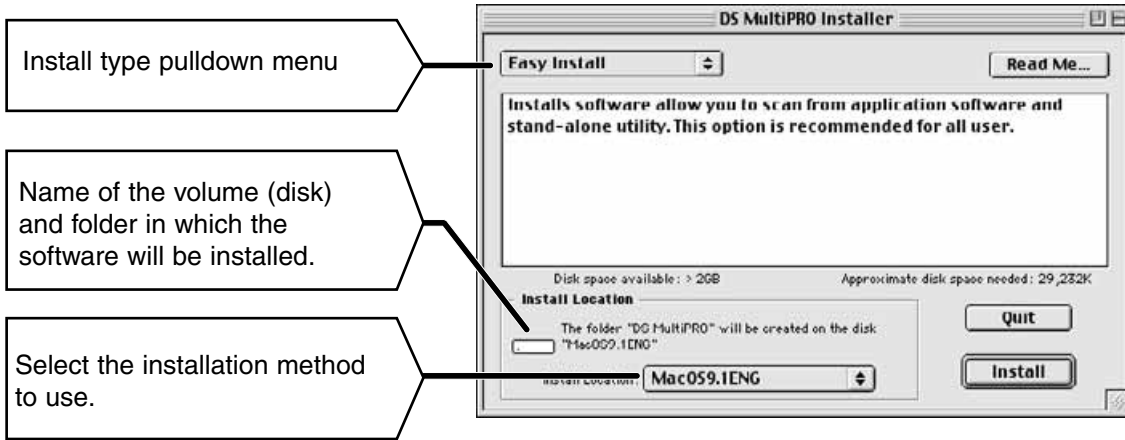 Install type pulldown menu
Name of the volume (disk)
and folder in which the
software will be installed.
Select the installation method
to use.
DS MultiPRO Installer
Easy Install
Read Me...
Installs software allow you to scan from application software and
stand-alone utility. This option is recommended for all user.
Disk space available: > 2GB
Approximate disk space needed: 29,232K
Install Location
The folder "DS MultiPRO" will be created on the disk
"MacOS9.1ENG"
Install Location:
MacOS9.1ENG
Quit
Install